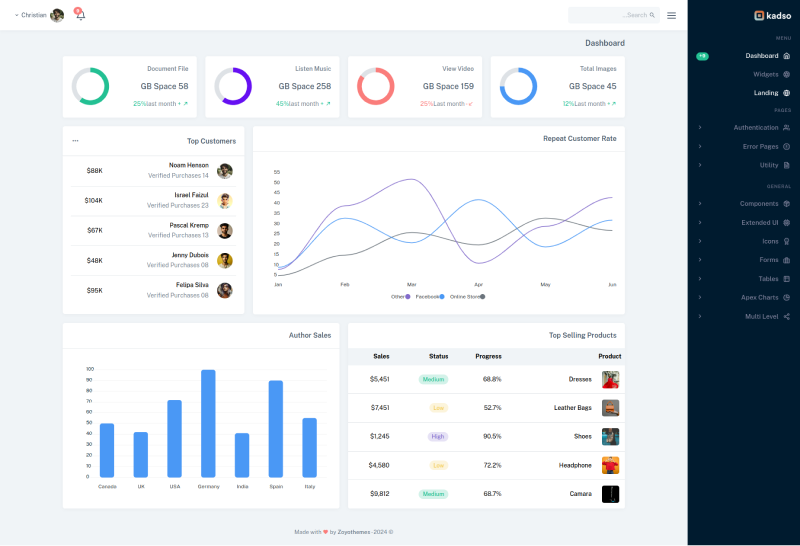 Christian
9
Search...
kadso
MENU
+9
Dashboard
Widgets
Landing
PAGES
Authentication
Error Pages
Utility
GENERAL
Components
Extended UI
Icons
Forms
Tables
Apex Charts
Multi Level
Dashboard
Document File
GB Space 58
25%last month +
Listen Music
GB Space 258
45%last month +
View Video
GB Space 159
25%Last month -
Total Images
GB Space 45
12%Last month +
Top Customers
...
Noam Henson
Verified Purchases 14
$88K
Israel Faizul
Verified Purchases 23
$104K
Pascal Kremp
Verified Purchases 13
$67K
Jenny Dubois
Verified Purchases 08
$48K
Felipa Silva
Verified Purchases 08
$95K
Repeat Customer Rate
55
50
45
40
35
30
25
20
15
10
5
Jan Feb Mar Apr May Jun
Other Facebook Online Store
Author Sales
100
90
80
70
60
50
40
30
20
10
0
Canada UK USA Germany India Spain Italy
Top Selling Products
Sales Status Progress Product
$5,451 Medium 68.8% Dresses
$7,451 Low 52.7% Leather Bags
$1,245 High 90.5% Shoes
$4,580 Low 72.2% Headphone
$9,812 Medium 68.7% Camara
Made with ♥ by Zoynthemes -2024 ©